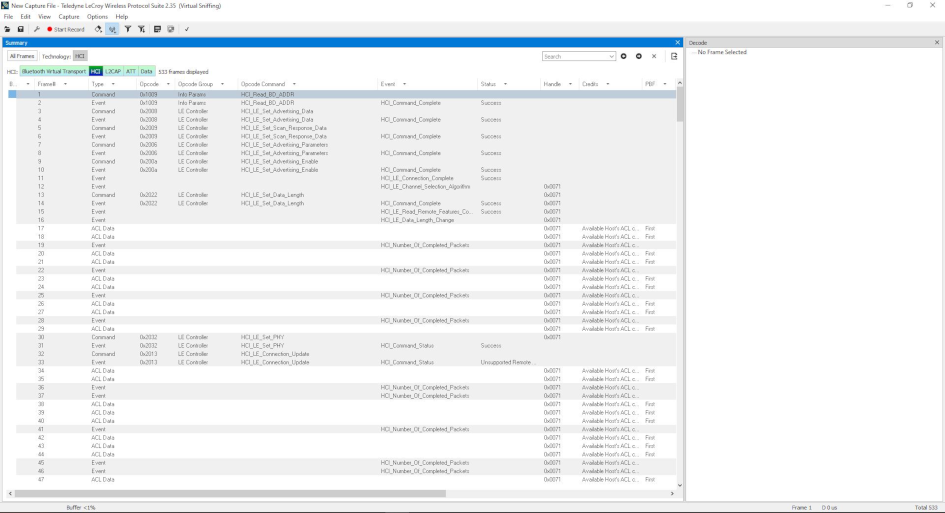 New Capture File - Teledyne LeCroy Wireless Protocol Suite 2.35 (Virtual Sniffing)
File Edit View Capture Options Help
Start Record
Summary
Decode
All Frames Technology: HCI
Search
No Frame Selected
HCI: Bluetooth Virtual Transport HCI L2CAP ATT Data 533 frames displayed
B... Frame# Type Opcode Opcode Group Opcode Command Event Status Handle Credits PBF
1 Command 0x1009 Info Params HCI_Read_BD_ADDR
2 Event 0x1009 Info Params HCI_Read_BD_ADDR HCI_Command_Complete Success
3 Command 0x2008 LE Controller HCI_LE_Set_Advertising_Data
4 Event 0x2008 LE Controller HCI_LE_Set_Advertising_Data HCI_Command_Complete Success
5 Command 0x2009 LE Controller HCI_LE_Set_Scan_Response_Data
6 Event 0x2009 LE Controller HCI_LE_Set_Scan_Response_Data HCI_Command_Complete Success
7 Command 0x2006 LE Controller HCI_LE_Set_Advertising_Parameters
8 Event 0x2006 LE Controller HCI_LE_Set_Advertising_Parameters HCI_Command_Complete Success
9 Command 0x200a LE Controller HCI_LE_Set_Advertising_Enable
10 Event 0x200a LE Controller HCI_LE_Set_Advertising_Enable HCI_Command_Complete Success
11 Event HCI_LE_Connection_Complete Success
12 Event HCI_LE_Channel_Selection_Algorithm 0x0071
13 Command 0x2022 LE Controller HCI_LE_Set_Data_Length 0x0071
14 Event 0x2022 LE Controller HCI_LE_Set_Data_Length HCI_Command_Complete Success 0x0071
15 Event HCI_LE_Read_Remote_Features_Co... Success 0x0071
16 Event HCI_LE_Data_Length_Change 0x0071
17 ACL Data 0x0071 Available Host's ACL c... First
18 ACL Data 0x0071 Available Host's ACL c... First
19 Event HCI_Number_Of_Completed_Packets 0x0071 Available Host's ACL c...
20 ACL Data 0x0071 Available Host's ACL c... First
21 ACL Data 0x0071 Available Host's ACL c... First
22 Event HCI_Number_Of_Completed_Packets 0x0071 Available Host's ACL c...
23 ACL Data 0x0071 Available Host's ACL c... First
24 ACL Data 0x0071 Available Host's ACL c... First
25 Event HCI_Number_Of_Completed_Packets 0x0071 Available Host's ACL c...
26 ACL Data 0x0071 Available Host's ACL c... First
27 ACL Data 0x0071 Available Host's ACL c... First
28 Event HCI_Number_Of_Completed_Packets 0x0071 Available Host's ACL c...
29 ACL Data 0x0071 Available Host's ACL c... First
30 Command 0x2032 LE Controller HCI_LE_Set_PHY 0x0071
31 Event 0x2032 LE Controller HCI_LE_Set_PHY HCI_Command_Status Success
32 Command 0x2013 LE Controller HCI_LE_Connection_Update 0x0071
33 Event 0x2013 LE Controller HCI_LE_Connection_Update HCI_Command_Status Unsupported Remote ...
34 ACL Data 0x0071 Available Host's ACL c... First
35 ACL Data 0x0071 Available Host's ACL c... First
36 Event HCI_Number_Of_Completed_Packets 0x0071 Available Host's ACL c...
37 Event HCI_Number_Of_Completed_Packets 0x0071 Available Host's ACL c...
38 ACL Data 0x0071 Available Host's ACL c... First
39 ACL Data 0x0071 Available Host's ACL c... First
40 ACL Data 0x0071 Available Host's ACL c... First
41 Event HCI_Number_Of_Completed_Packets 0x0071 Available Host's ACL c...
42 ACL Data 0x0071 Available Host's ACL c... First
43 ACL Data 0x0071 Available Host's ACL c... First
44 ACL Data 0x0071 Available Host's ACL c... First
45 Event HCI_Number_Of_Completed_Packets 0x0071 Available Host's ACL c...
46 Event HCI_Number_Of_Completed_Packets 0x0071 Available Host's ACL c...
47 ACL Data 0x0071 Available Host's ACL c... First
Buffer <1% Frame 1 D 0 us Total 533